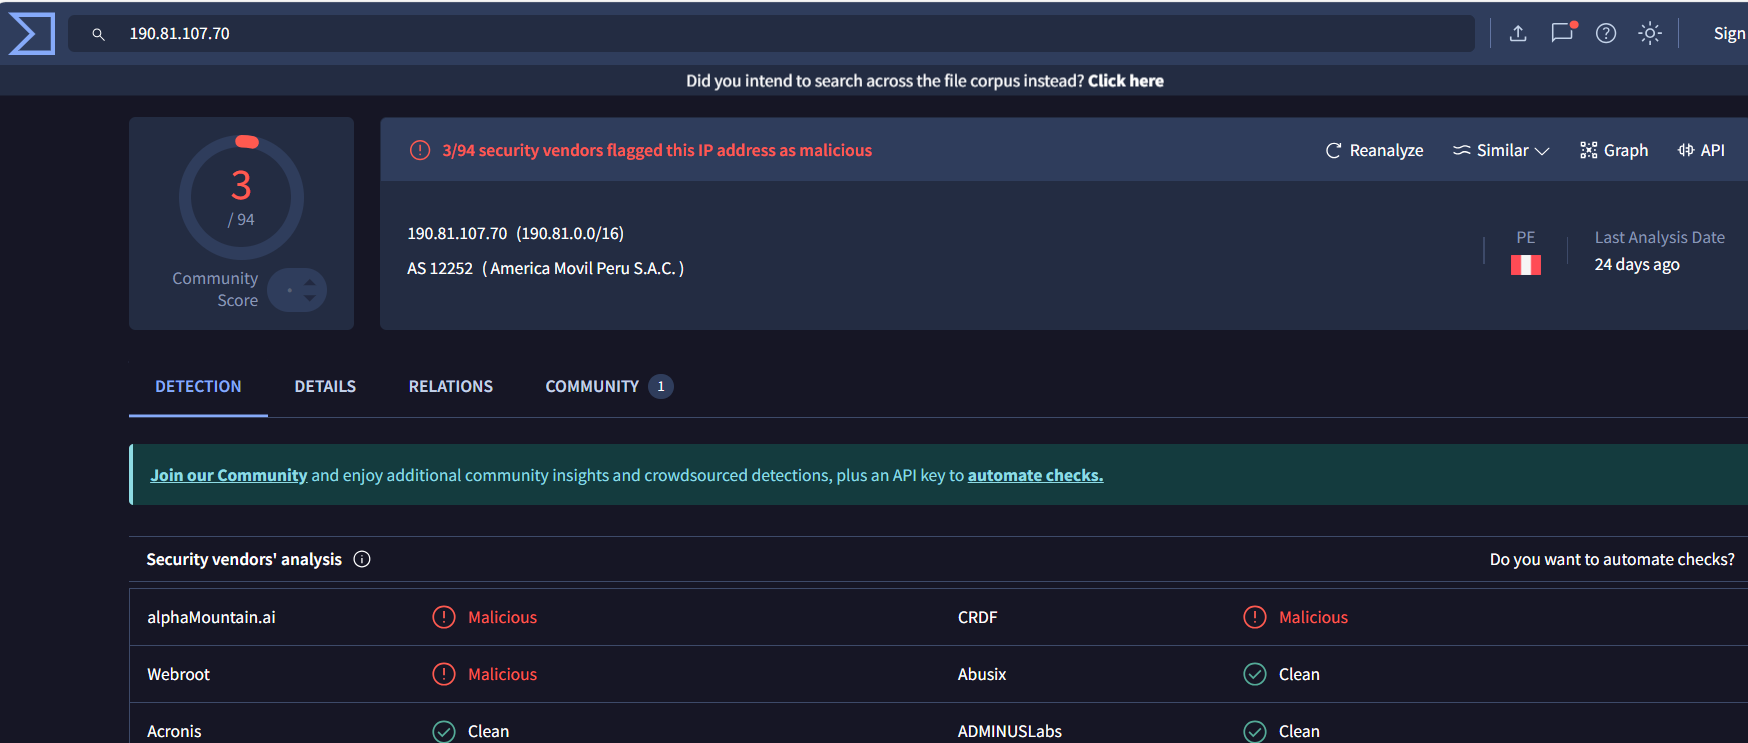 190.81.107.70
Sign
Did you intend to search across the file corpus instead? Click here
3
/ 94
Community
Score
3/94 security vendors flagged this IP address as malicious
Reanalyze
Similar
Graph
API
190.81.107.70 (190.81.0.0/16)
AS 12252 ( America Movil Peru S.A.C. )
PE
Last Analysis Date
24 days ago
DETECTION
DETAILS
RELATIONS
COMMUNITY 1
Join our Community and enjoy additional community insights and crowdsourced detections, plus an API key to automate checks.
Security vendors' analysis
Do you want to automate checks?
alphaMountain.ai Malicious CRDF Malicious
Webroot Malicious Abusix Clean
Acronis Clean ADMINUSLabs Clean